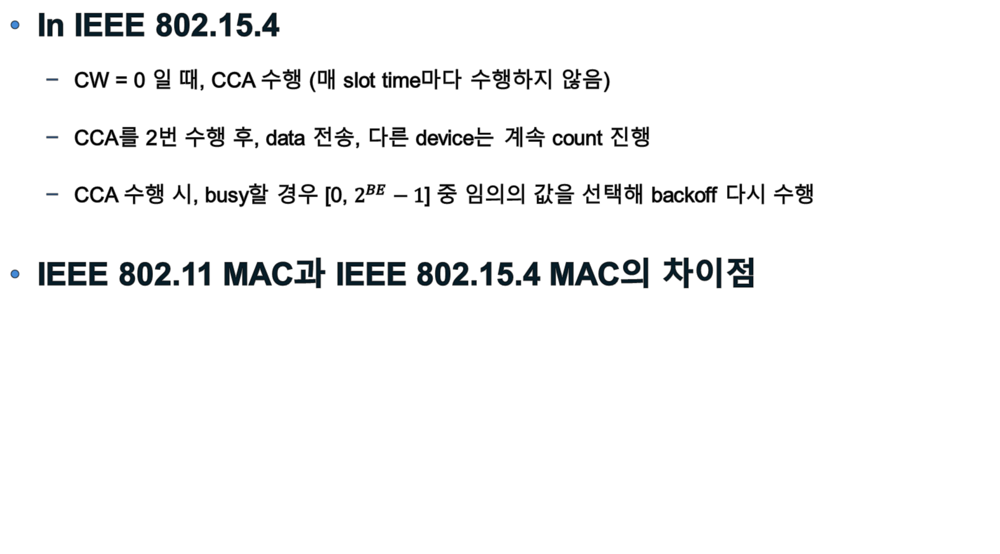 • In IEEE 802.15.4
– CW = 0 일 때, CCA 수행 (매 slot time마다 수행하지 않음)
– CCA를 2번 수행 후, data 전송, 다른 device는 계속 count 진행
– CCA 수행 시, busy할 경우 [0, 2^{BE} − 1] 중 임의의 값을 선택해 backoff 다시 수행
• IEEE 802.11 MAC과 IEEE 802.15.4 MAC의 차이점